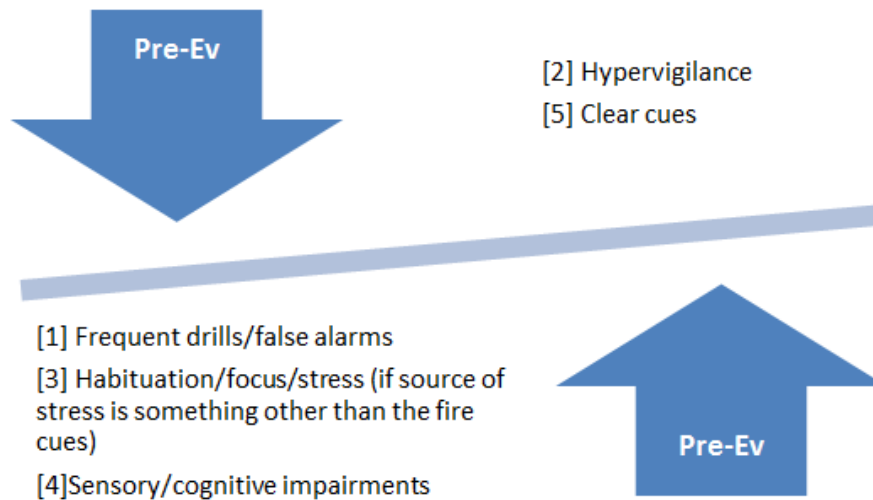 Pre-Ev
[2] Hypervigilance
[5] Clear cues
[1] Frequent drills/false alarms
[3] Habituation/focus/stress (if source of
stress is something other than the fire
cues)
[4]Sensory/cognitive impairments
Pre-Ev